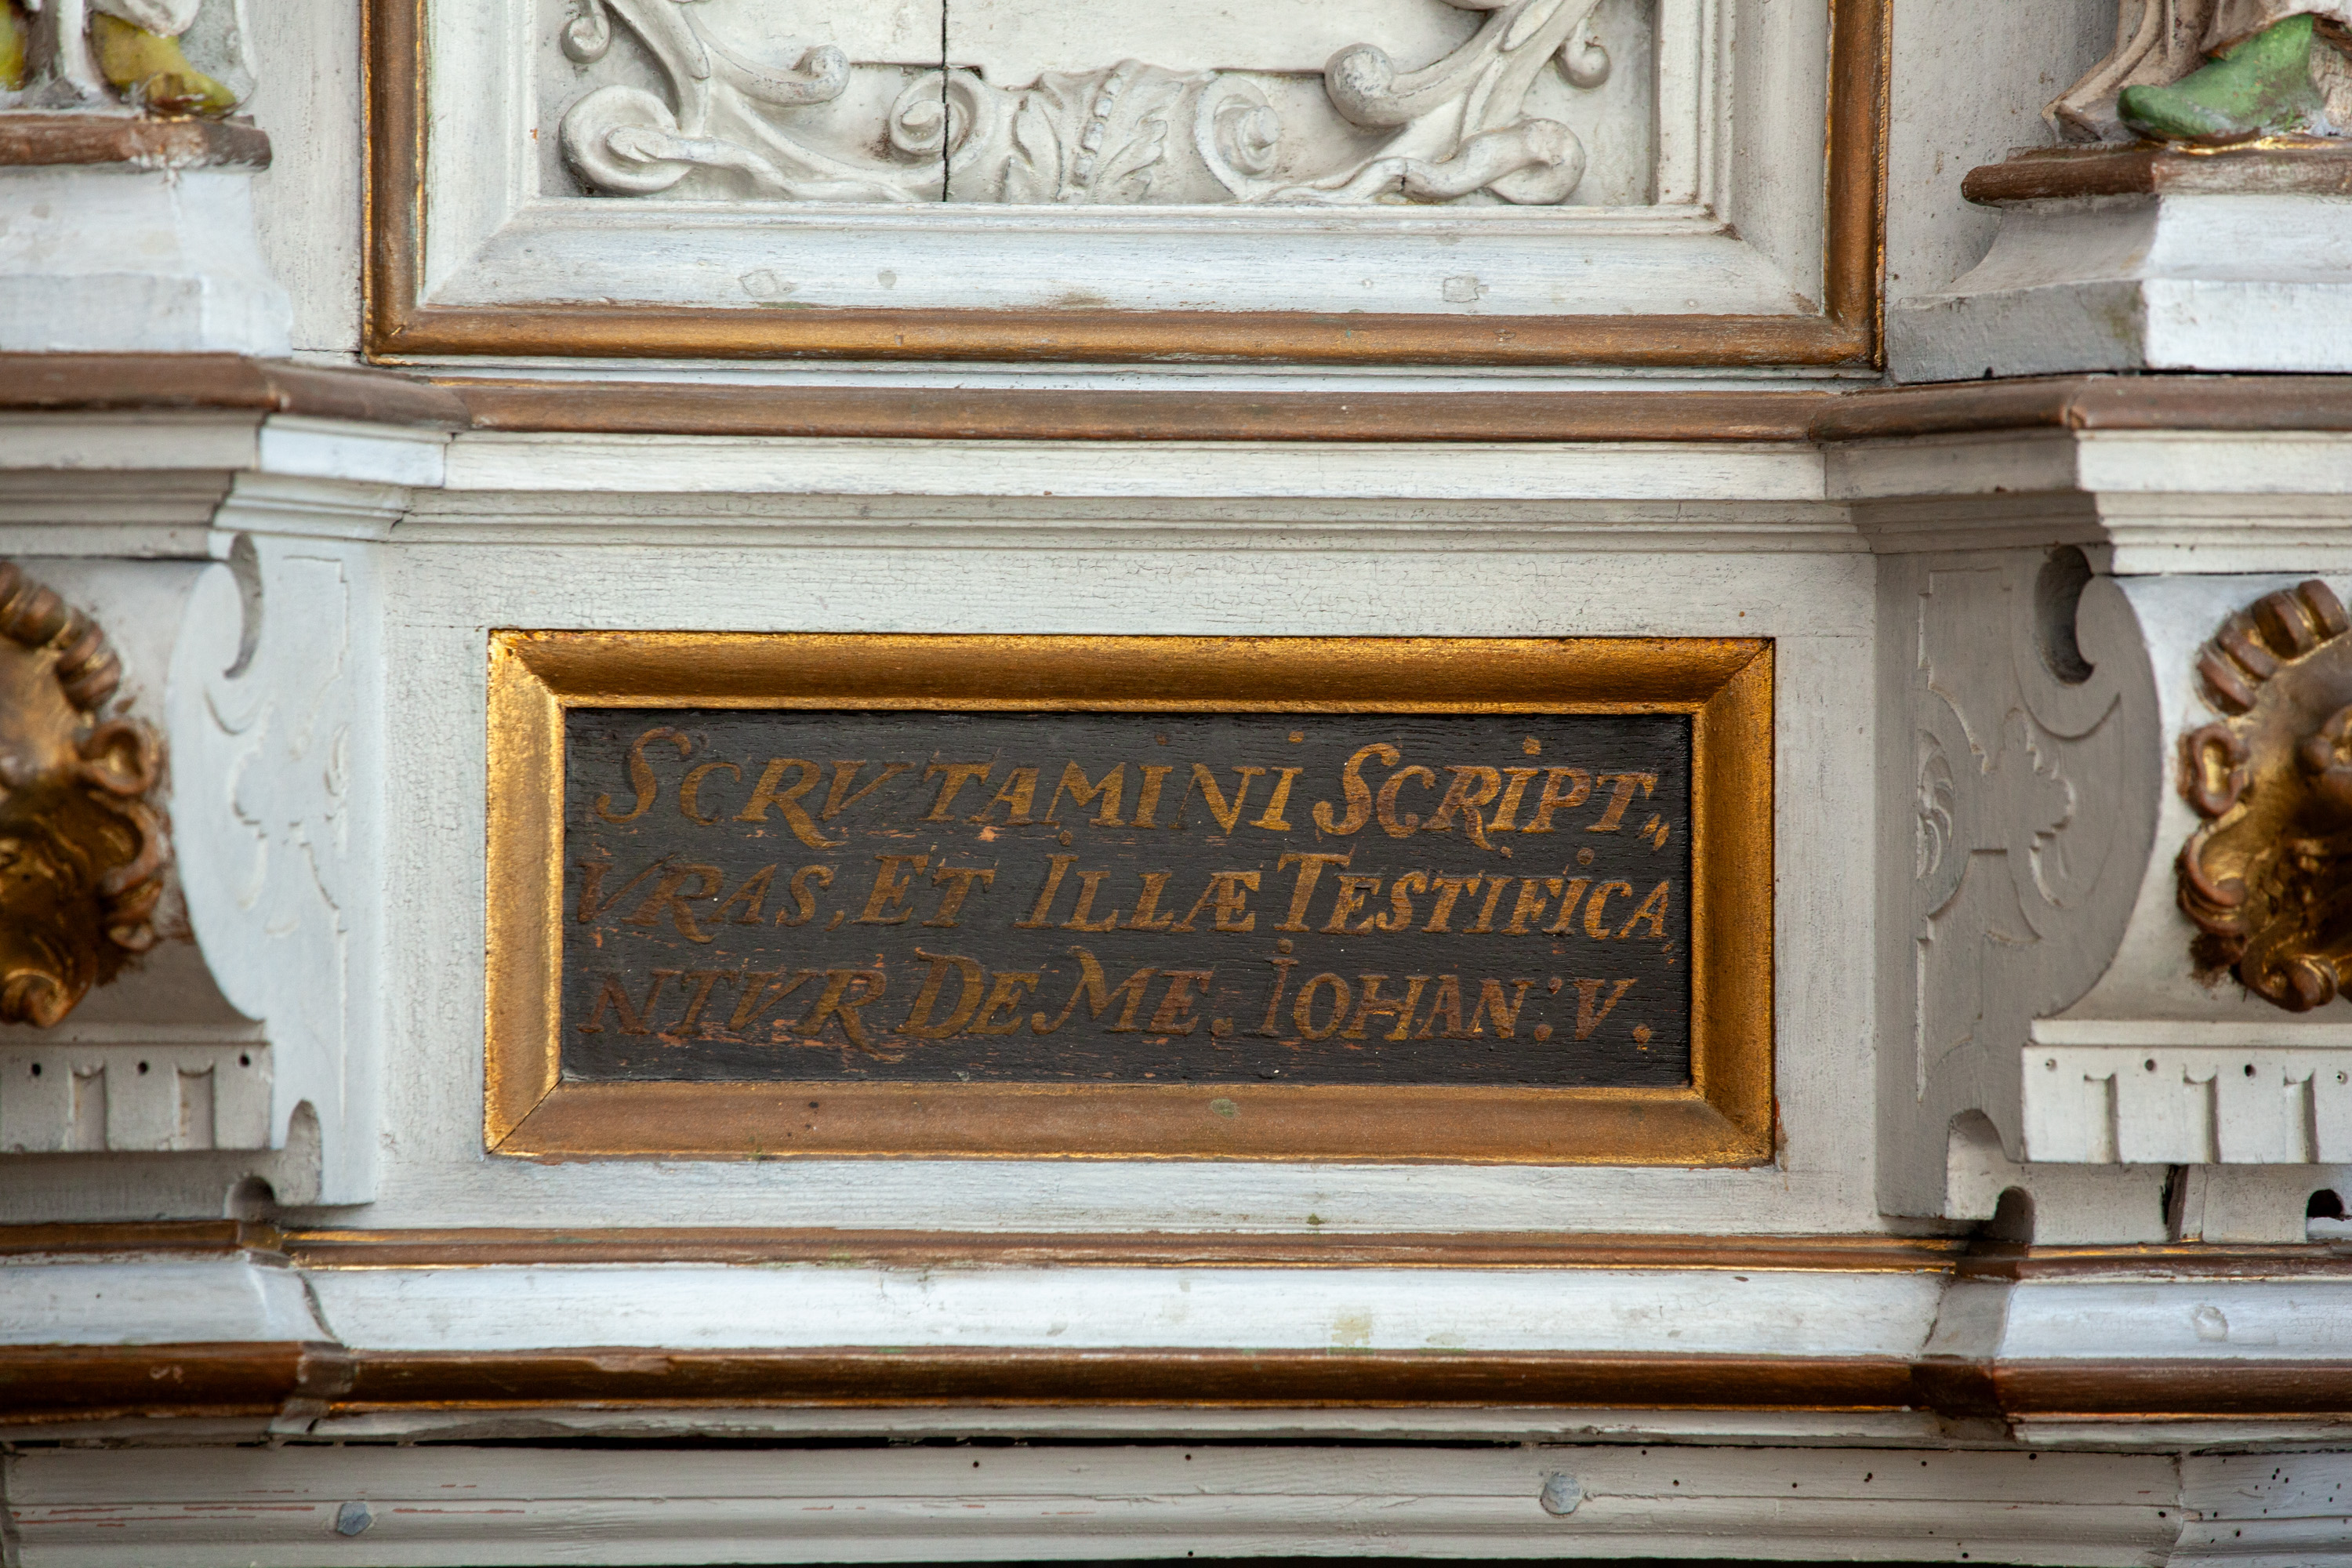 SCRVTAMINI SCRIPT„
VRAS, ET ILLÆ TESTIFICA„
NTVR DE ME. IOHAN: V.